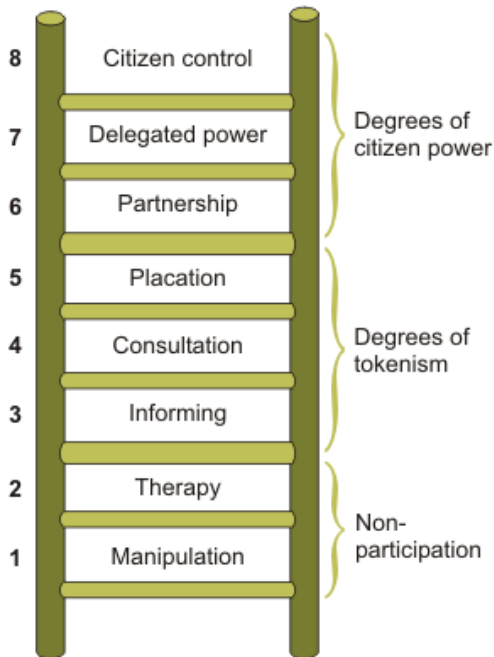 8 Citizen control
7 Delegated power
6 Partnership
Degrees of
citizen power
5 Placation
4 Consultation
3 Informing
Degrees of
tokenism
2 Therapy
1 Manipulation
Non-
participation